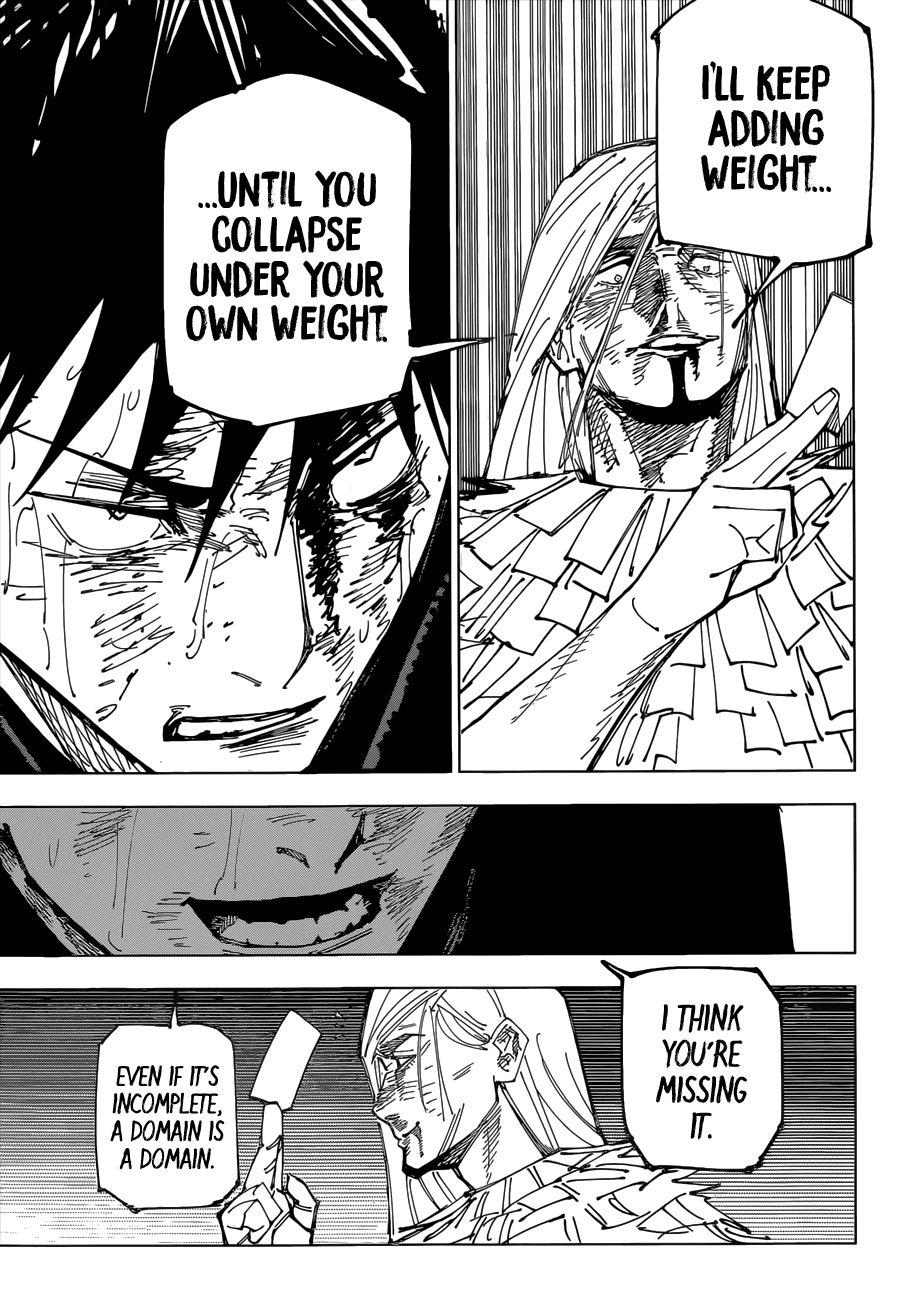 I'LL KEEP
ADDING
WEIGHT...
...UNTIL YOU
COLLAPSE
UNDER YOUR
OWN WEIGHT.
I THINK
YOU'RE
MISSING
IT.
EVEN IF IT'S
INCOMPLETE,
A DOMAIN IS
A DOMAIN.